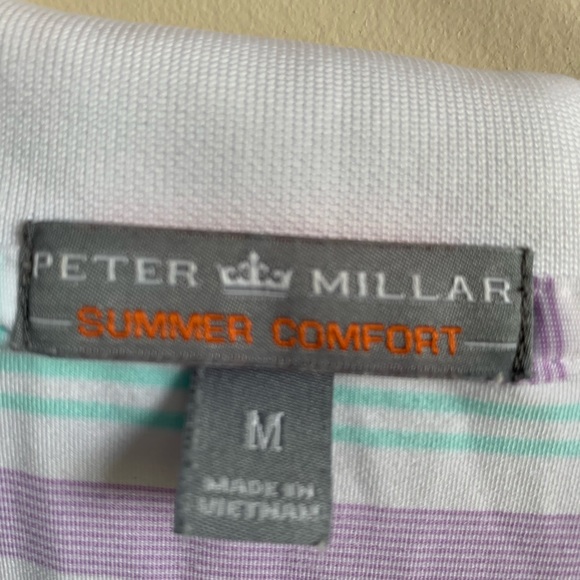 PETER MILLAR
SUMMER COMFORT
M
MADE IN
VIETNAM